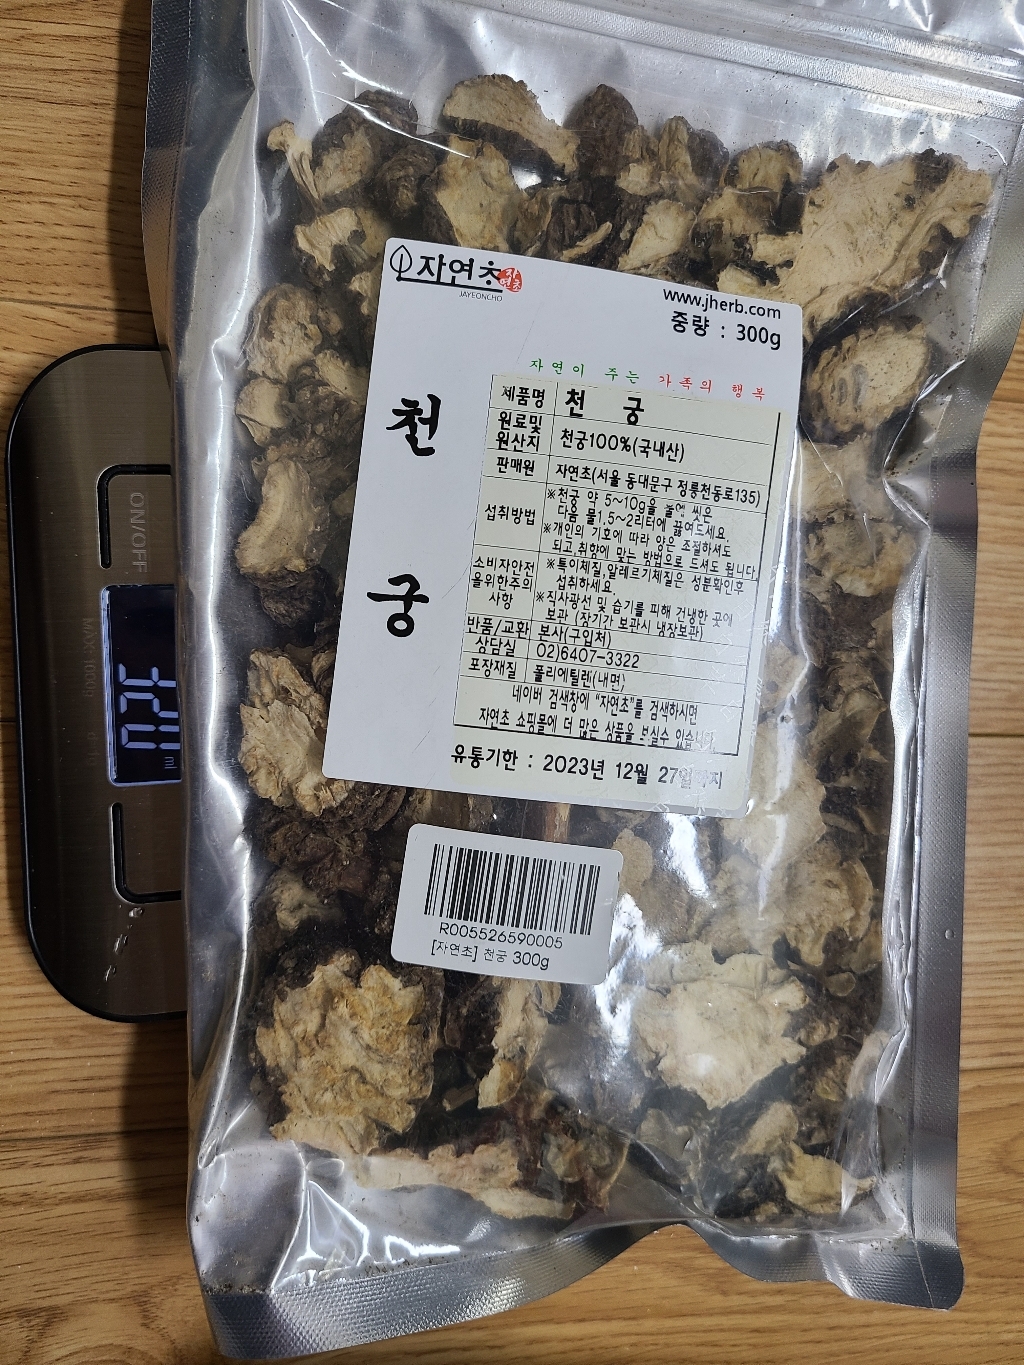 자연초
자연초
JAYEONCHO
www.jherb.com
중량 : 300g
자연이 주는 가족의 행복
천궁
제품명 천 궁
원료및 원산지 천궁100%(국내산)
판매원 자연초(서울 동대문구 정릉천동로135)
섭취방법 ※천궁 약 5~10g을 물에 씻은
다음 물1.5~2리터에 끓여드세요.
※개인의 기호에 따라 양은 조절하셔도
되고,취향에 맞는 방법으로 드셔도 됩니다.
소비자안전을위한주의사항 ※특이체질,알레르기체질은 성분확인후
섭취하세요.
※직사광선 및 습기를 피해 건냉한 곳에
보관 (장기가 보관시 냉장보관)
반품/교환 본사(구입처)
상담실 02)6407-3322
포장재질 폴리에틸렌(내면)
네이버 검색창에 "자연초"를 검색하시면
자연초 쇼핑몰에 더 많은 상품을 보실수 있습니다.
유통기한 : 2023년 12월 27일까지
R005526590005
[자연초] 천궁 300g
ON/OFF
MAX:1000g
320
ml